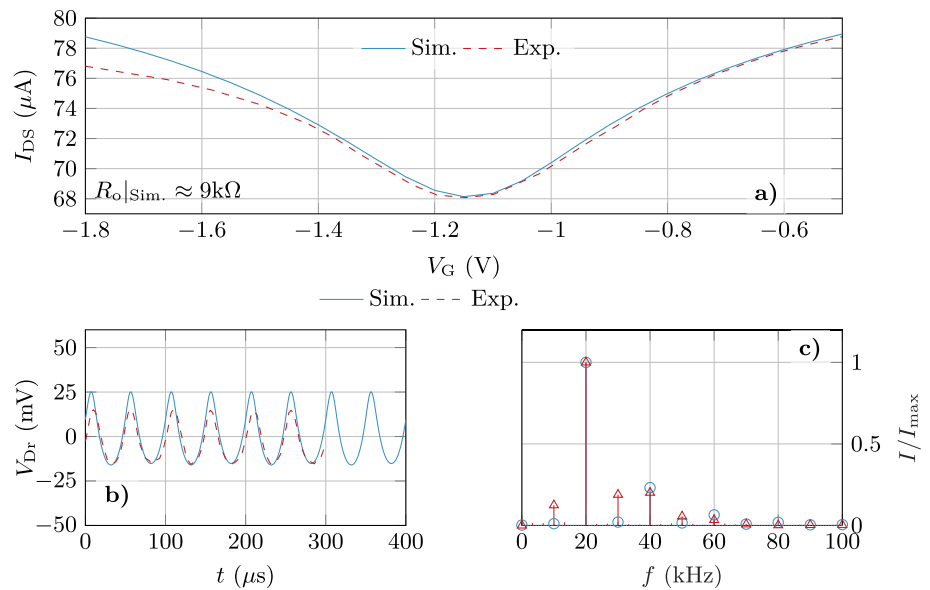 80
78
76
74
72
70
68
I_DS (μA)
Sim. Exp.
R_o|_Sim. ≈ 9kΩ
a)
−1.8 −1.6 −1.4 −1.2 −1 −0.8 −0.6
V_G (V)
Sim. Exp.
50
25
0
−25
−50
V_Dr (mV)
b)
0 100 200 300 400
t (μs)
c)
1
0.5
0
I/I_max
0 20 40 60 80 100
f (kHz)